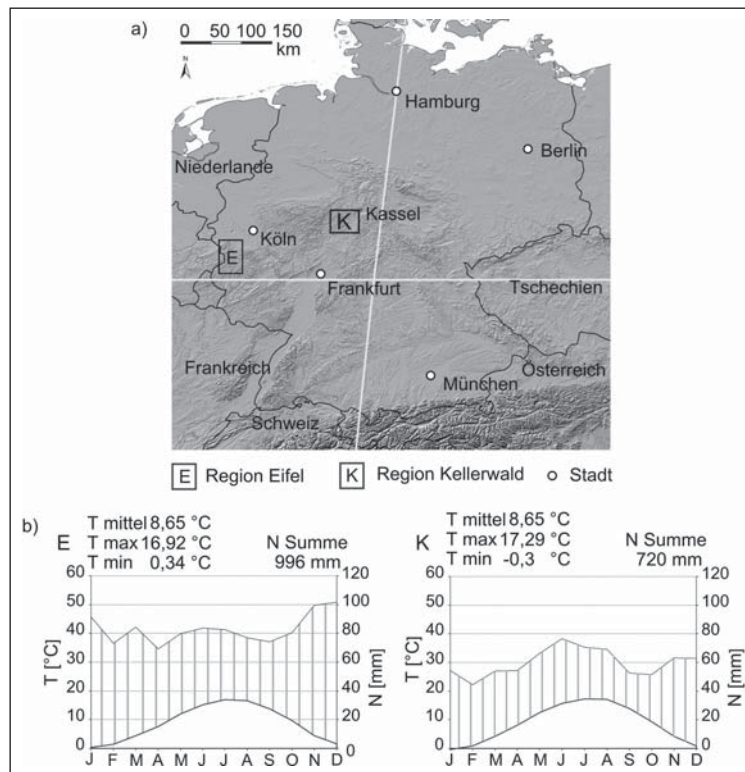 a)
0 50 100 150
km
N
Hamburg
Berlin
Niederlande
K Kassel
Köln
E
Frankfurt
Tschechien
Frankreich
München
Österreich
Schweiz
E Region Eifel K Region Kellerwald Stadt
b)
E
T mittel 8,65 °C
T max 16,92 °C
T min 0,34 °C
N Summe
996 mm
60
50
40
30
20
10
0
T [°C]
120
100
80
60
40
20
0
N [mm]
J F M A M J J A S O N D
K
T mittel 8,65 °C
T max 17,29 °C
T min -0,3 °C
N Summe
720 mm
60
50
40
30
20
10
0
T [°C]
120
100
80
60
40
20
0
N [mm]
J F M A M J J A S O N D